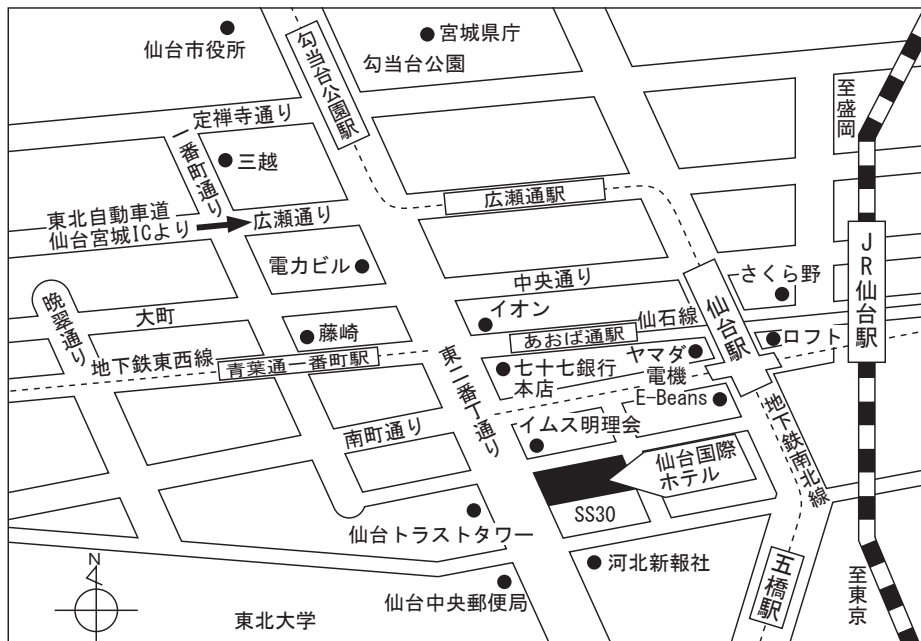 仙台市役所
宮城県庁
勾当台公園
勾当台公園駅
至盛岡
定禅寺通り
一番町通り
三越
広瀬通駅
東北自動車道
仙台宮城ICより
広瀬通り
JR仙台駅
電力ビル
中央通り
さくら野
晩翠通り
大町
イオン
仙石線
仙台駅
藤崎
あおば通駅
ロフト
地下鉄東西線
青葉通一番町駅
東二番丁通り
七十七銀行
本店
ヤマダ
電機
E-Beans
地下鉄南北線
南町通り
イムス明理会
仙台国際
ホテル
SS30
仙台トラストタワー
河北新報社
五橋駅
至東京
N
仙台中央郵便局
東北大学